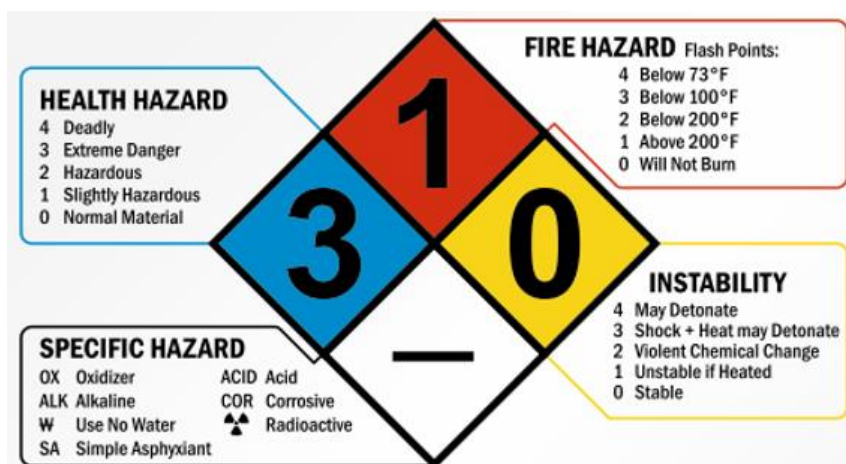 HEALTH HAZARD
4 Deadly
3 Extreme Danger
2 Hazardous
1 Slightly Hazardous
0 Normal Material
FIRE HAZARD Flash Points:
4 Below 73°F
3 Below 100°F
2 Below 200°F
1 Above 200°F
0 Will Not Burn
1
3
0
—
INSTABILITY
4 May Detonate
3 Shock + Heat may Detonate
2 Violent Chemical Change
1 Unstable if Heated
0 Stable
SPECIFIC HAZARD
OX Oxidizer
ALK Alkaline
W̶ Use No Water
SA Simple Asphyxiant
ACID Acid
COR Corrosive
☢ Radioactive